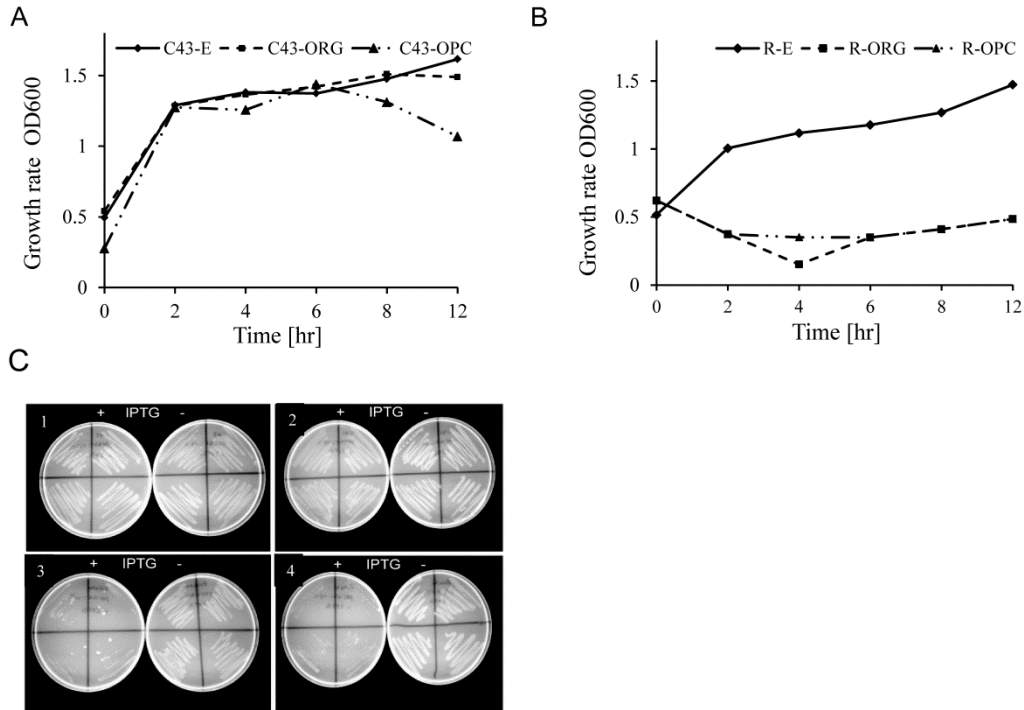 A
C43-E C43-ORG C43-OPC
Growth rate OD600
1.5
1
0.5
0
0 2 4 6 8 12
Time [hr]
B
R-E R-ORG R-OPC
Growth rate OD600
1.5
1
0.5
0
0 2 4 6 8 12
Time [hr]
C
1 + IPTG -
2 + IPTG -
3 + IPTG -
4 + IPTG -